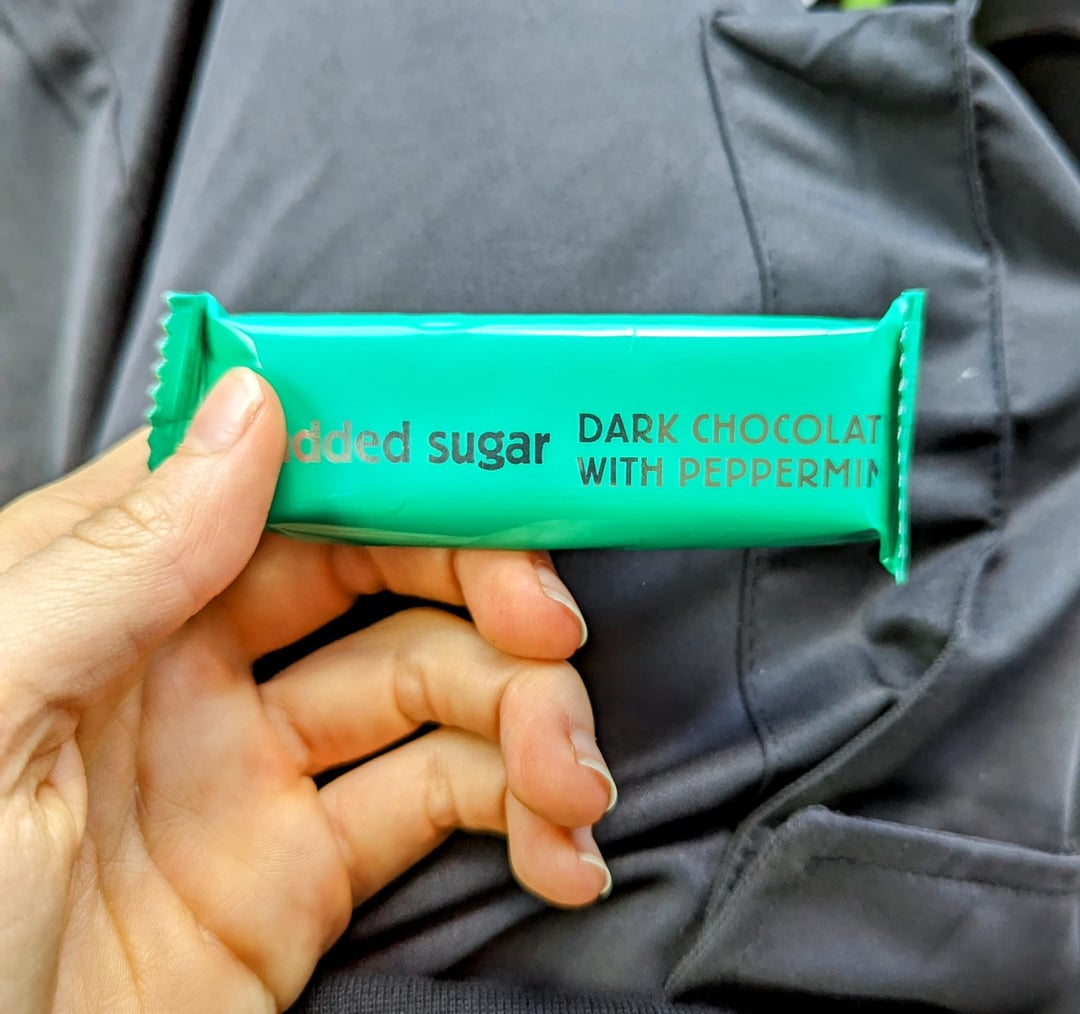 added sugar
DARK CHOCOLAT
WITH PEPPERMIN